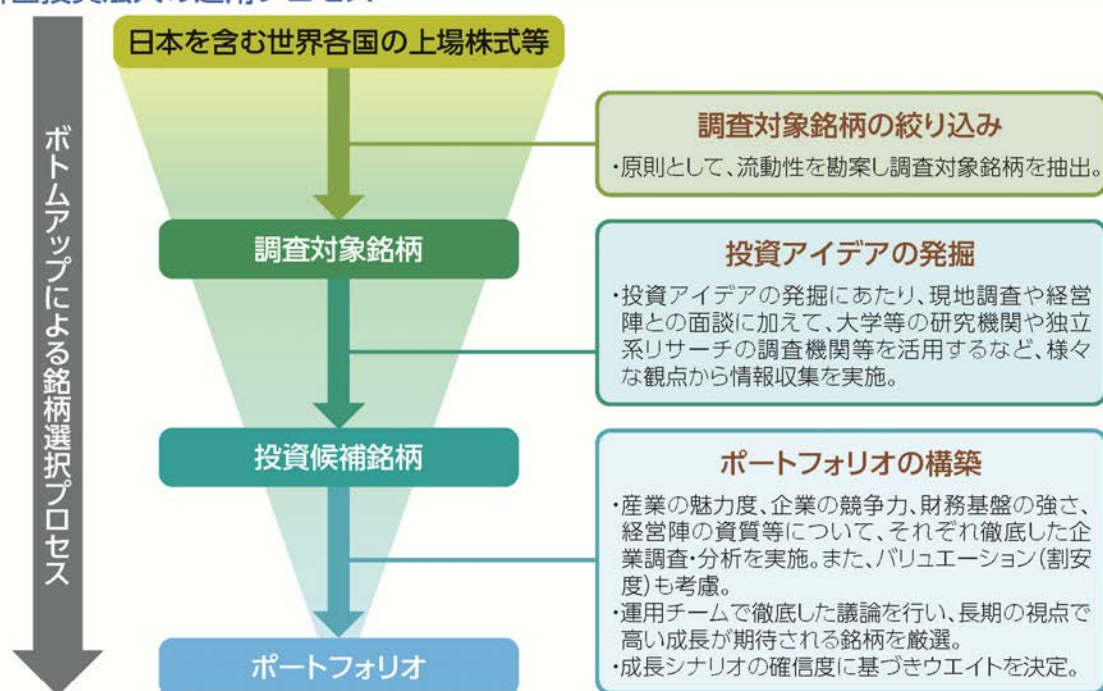 投資法人の運用プロセス
ボトムアップによる銘柄選択プロセス
日本を含む世界各国の上場株式等
調査対象銘柄の絞り込み
・原則として、流動性を勘案し調査対象銘柄を抽出。
調査対象銘柄
投資アイデアの発掘
・投資アイデアの発掘にあたり、現地調査や経営
陣との面談に加えて、大学等の研究機関や独立
系リサーチの調査機関等を活用するなど、様々
な観点から情報収集を実施。
投資候補銘柄
ポートフォリオの構築
・産業の魅力度、企業の競争力、財務基盤の強さ、
経営陣の資質等について、それぞれ徹底した企
業調査・分析を実施。また、バリュエーション(割安
度)も考慮。
・運用チームで徹底した議論を行い、長期の視点で
高い成長が期待される銘柄を厳選。
・成長シナリオの確信度に基づきウエイトを決定。
ポートフォリオ